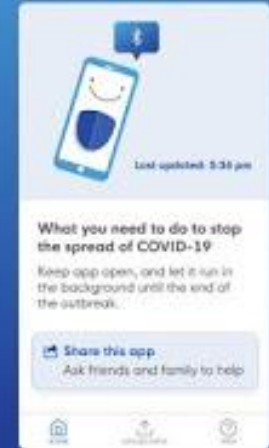 Last updated: 5:36 pm
What you need to do to stop
the spread of COVID-19
Keep app open, and let it run in
the background until the end of
the outbreak.
Share this app
Ask friends and family to help